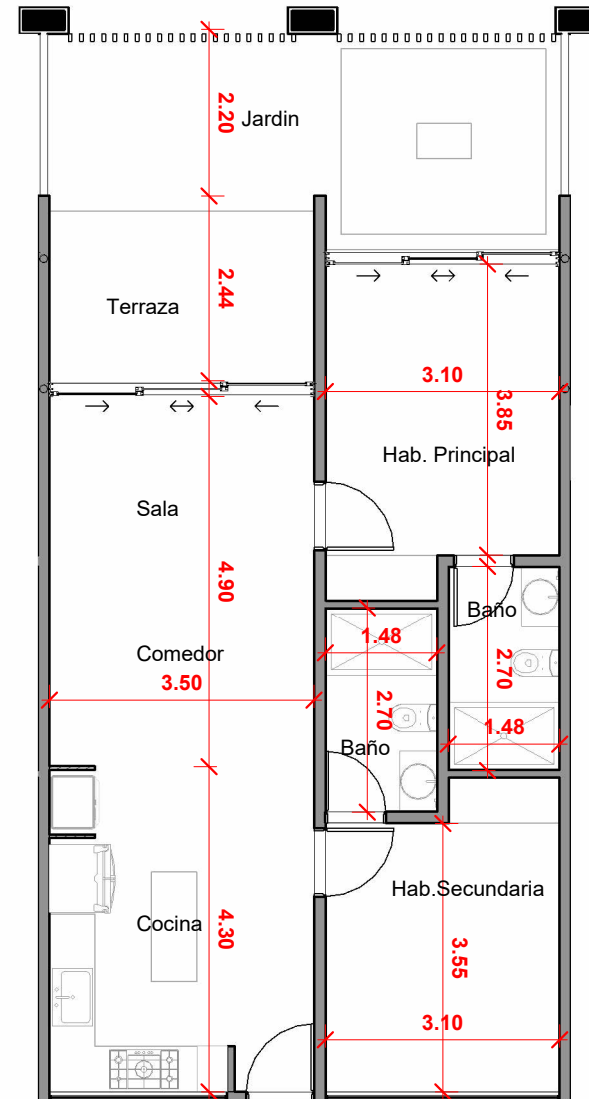 2.20
Jardin
2.44
Terraza
3.10
3.85
Hab. Principal
Sala
4.90
Baño
Comedor
1.48
2.70
3.50
2.70
1.48
Baño
Hab.Secundaria
Cocina
4.30
3.55
3.10